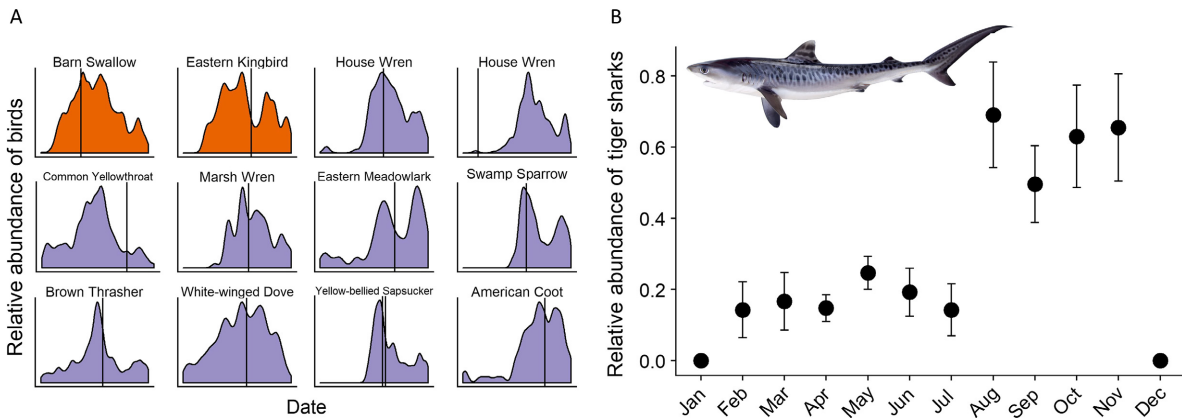 A
Relative abundance of birds
Barn Swallow
Eastern Kingbird
House Wren
House Wren
Common Yellowthroat
Marsh Wren
Eastern Meadowlark
Swamp Sparrow
Brown Thrasher
White-winged Dove
Yellow-bellied Sapsucker
American Coot
Date
B
Relative abundance of tiger sharks
0.8
0.6
0.4
0.2
0.0
Jan
Feb
Mar
Apr
May
Jun
Jul
Aug
Sep
Oct
Nov
Dec